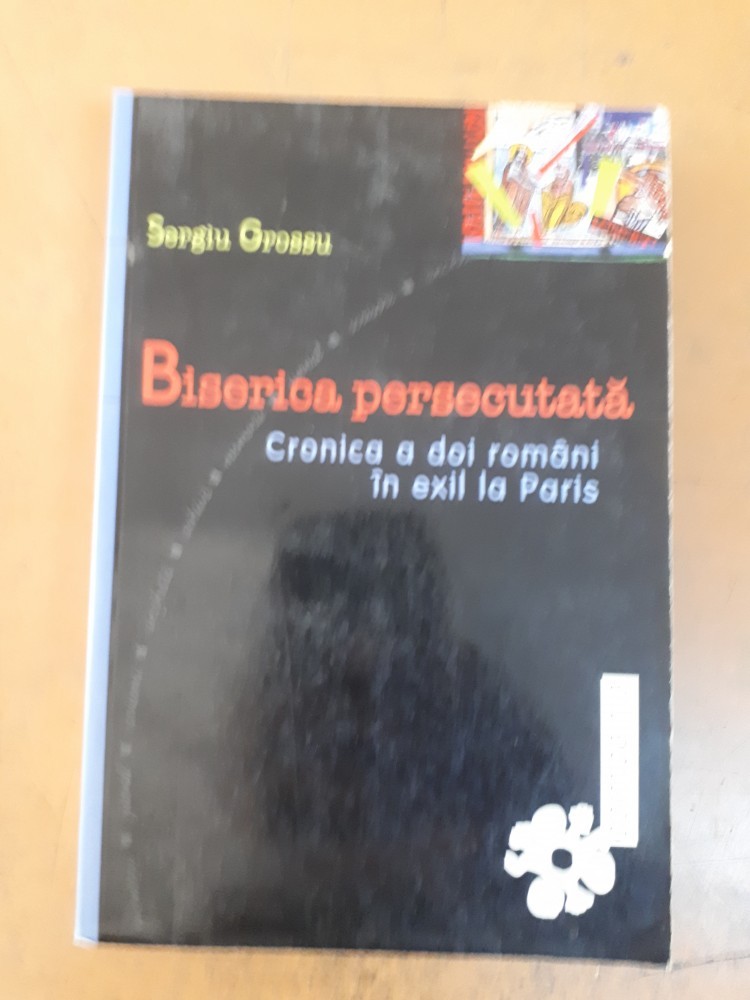 Sergiu Grossu
Biserica persecutată
Cronica a doi români
în exil la Paris